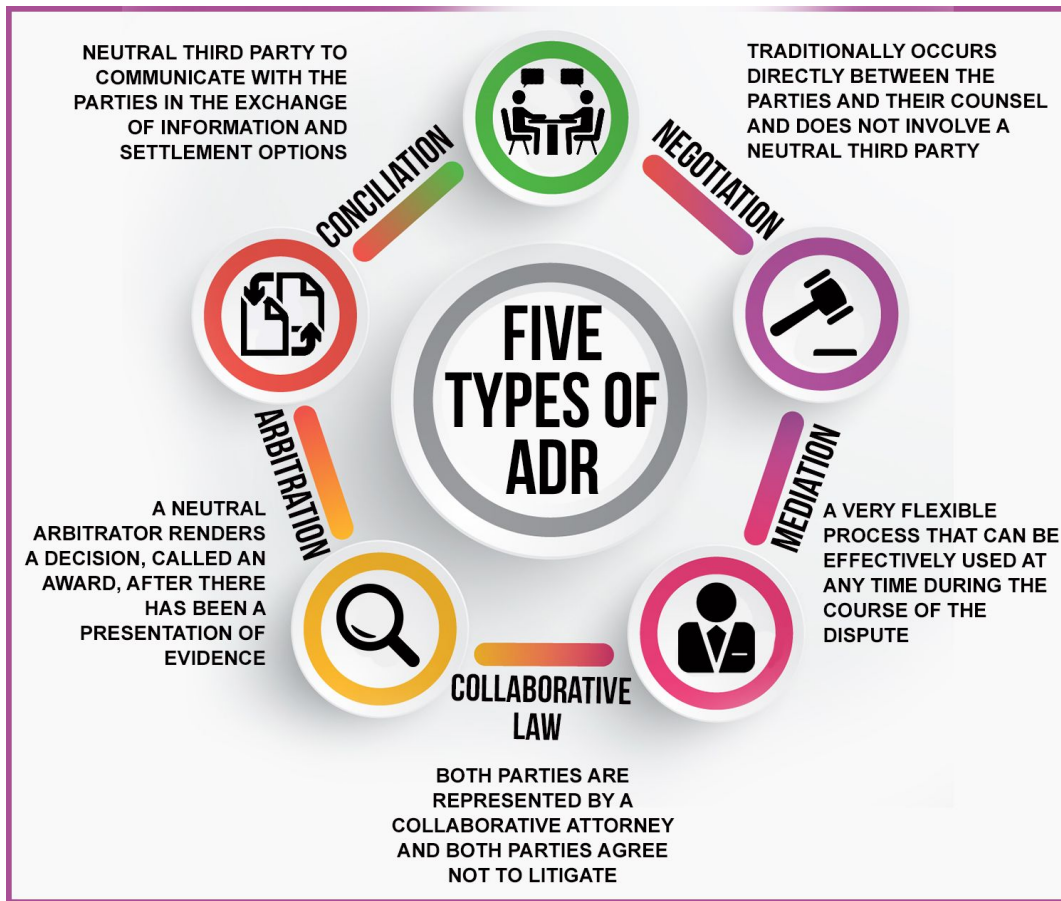 FIVE
TYPES OF
ADR
NEGOTIATION
TRADITIONALLY OCCURS
DIRECTLY BETWEEN THE
PARTIES AND THEIR COUNSEL
AND DOES NOT INVOLVE A
NEUTRAL THIRD PARTY
MEDIATION
A VERY FLEXIBLE
PROCESS THAT CAN BE
EFFECTIVELY USED AT
ANY TIME DURING THE
COURSE OF THE
DISPUTE
COLLABORATIVE
LAW
BOTH PARTIES ARE
REPRESENTED BY A
COLLABORATIVE ATTORNEY
AND BOTH PARTIES AGREE
NOT TO LITIGATE
ARBITRATION
A NEUTRAL
ARBITRATOR RENDERS
A DECISION, CALLED AN
AWARD, AFTER THERE
HAS BEEN A
PRESENTATION OF
EVIDENCE
CONCILIATION
NEUTRAL THIRD PARTY TO
COMMUNICATE WITH THE
PARTIES IN THE EXCHANGE
OF INFORMATION AND
SETTLEMENT OPTIONS